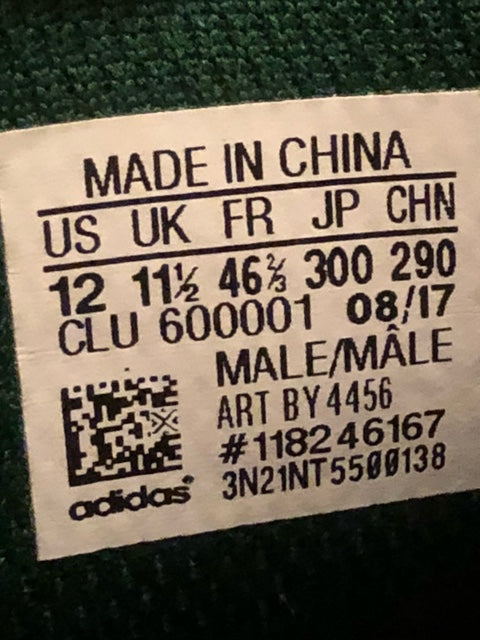 MADE IN CHINA
US UK FR JP CHN
12 11½ 46⅔ 300 290
CLU 600001 08/17
MALE/MÂLE
ART BY4456
#118246167
3N21NT5500138
adidas